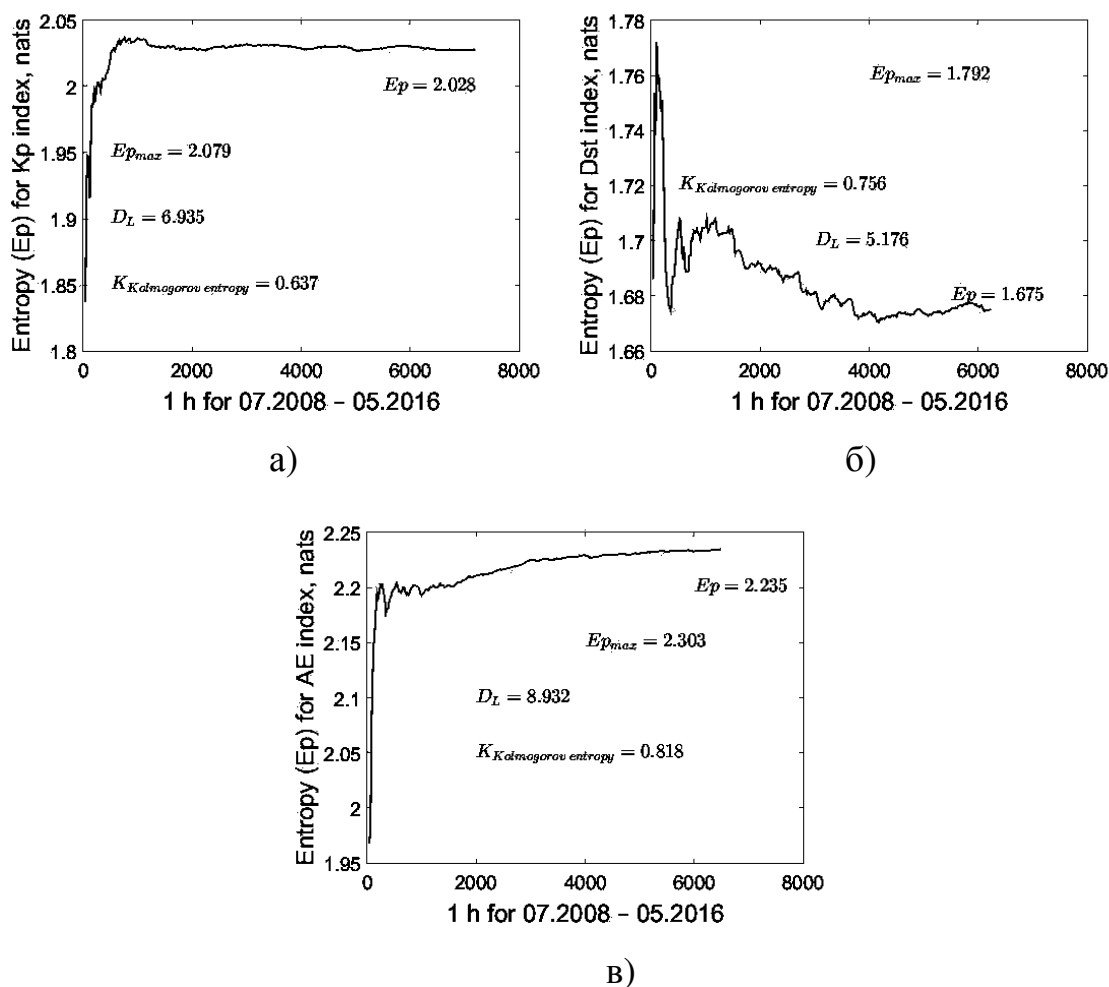 Entropy (Ep) for Kp index, nats
2.05
2
1.95
1.9
1.85
1.8
Ep = 2.028
Ep_max = 2.079
D_L = 6.935
K_Kolmogorov entropy = 0.637
0 2000 4000 6000 8000
1 h for 07.2008 – 05.2016
а)
Entropy (Ep) for Dst index, nats
1.78
1.76
1.74
1.72
1.7
1.68
1.66
Ep_max = 1.792
K_Kolmogorov entropy = 0.756
D_L = 5.176
Ep = 1.675
0 2000 4000 6000 8000
1 h for 07.2008 – 05.2016
б)
Entropy (Ep) for AE index, nats
2.25
2.2
2.15
2.1
2.05
2
1.95
Ep = 2.235
Ep_max = 2.303
D_L = 8.932
K_Kolmogorov entropy = 0.818
0 2000 4000 6000 8000
1 h for 07.2008 – 05.2016
в)